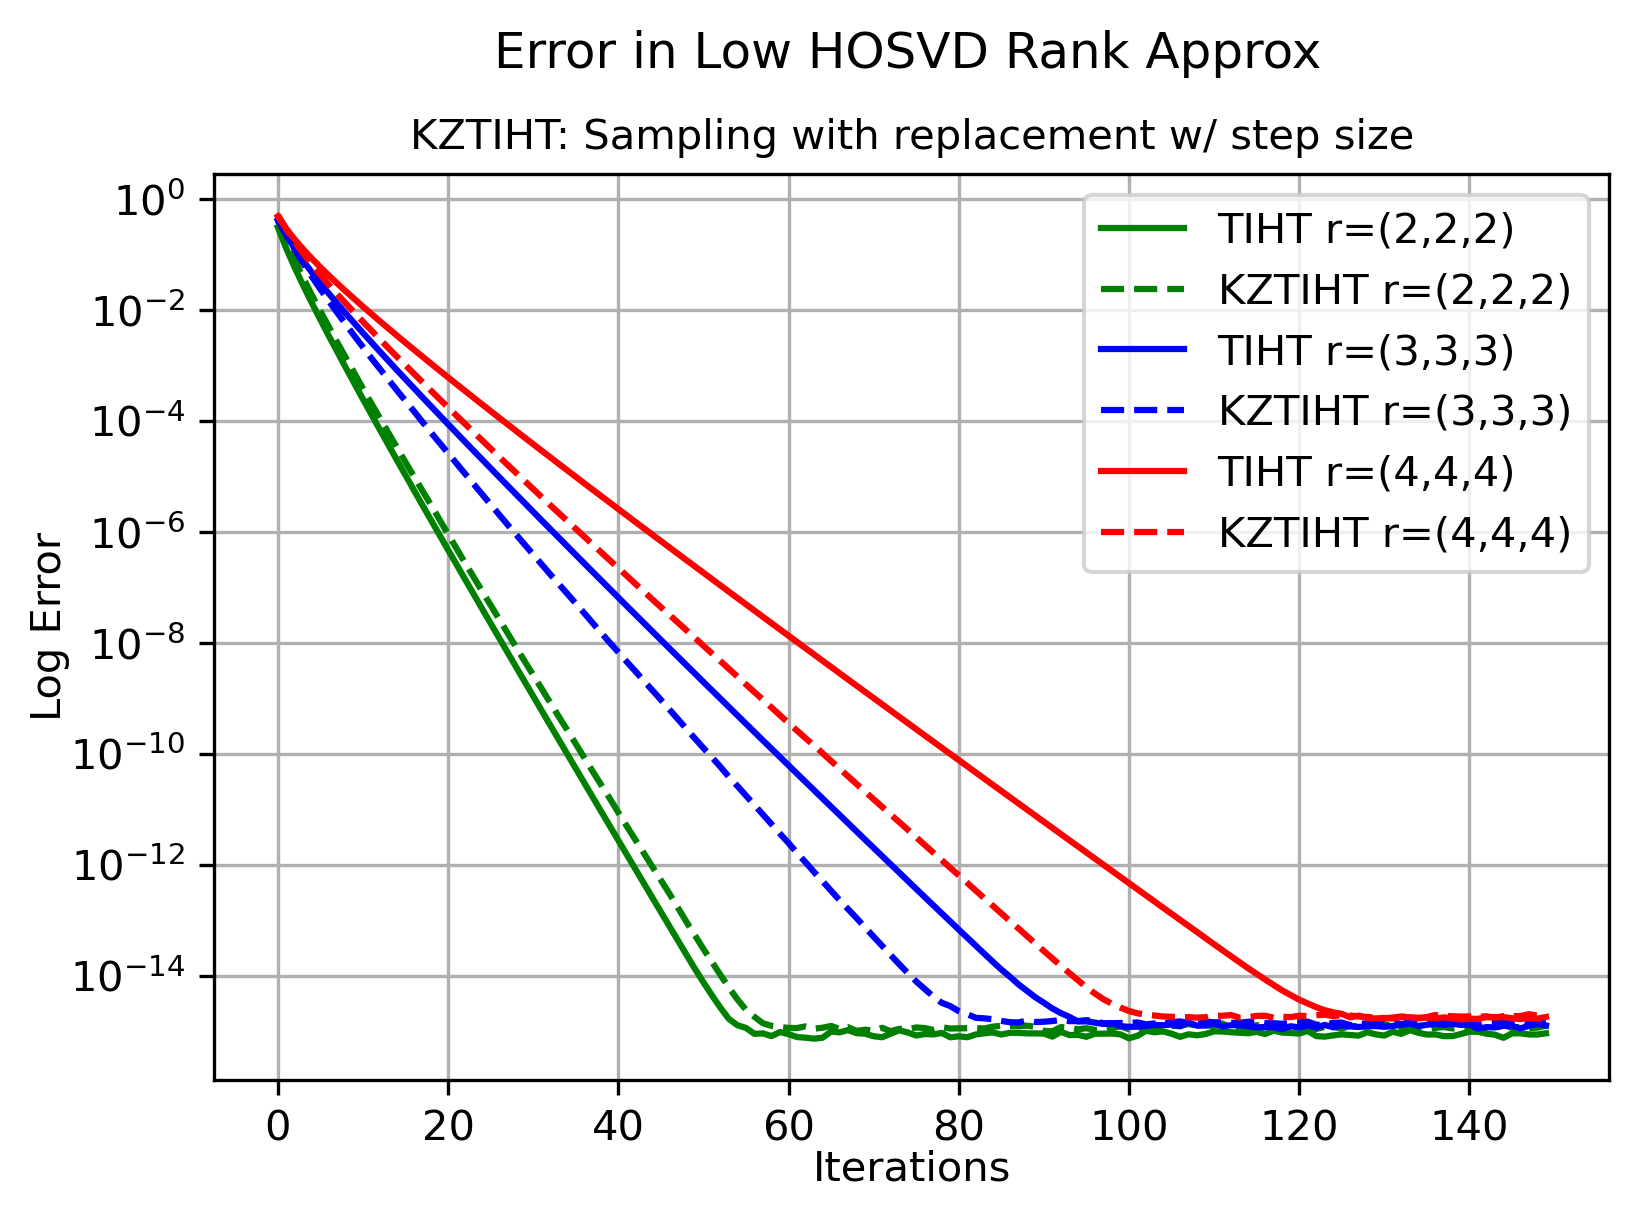 Error in Low HOSVD Rank Approx
KZTIHT: Sampling with replacement w/ step size
10⁰
10⁻²
10⁻⁴
10⁻⁶
10⁻⁸
10⁻¹⁰
10⁻¹²
10⁻¹⁴
Log Error
TIHT r=(2,2,2)
KZTIHT r=(2,2,2)
TIHT r=(3,3,3)
KZTIHT r=(3,3,3)
TIHT r=(4,4,4)
KZTIHT r=(4,4,4)
0 20 40 60 80 100 120 140
Iterations